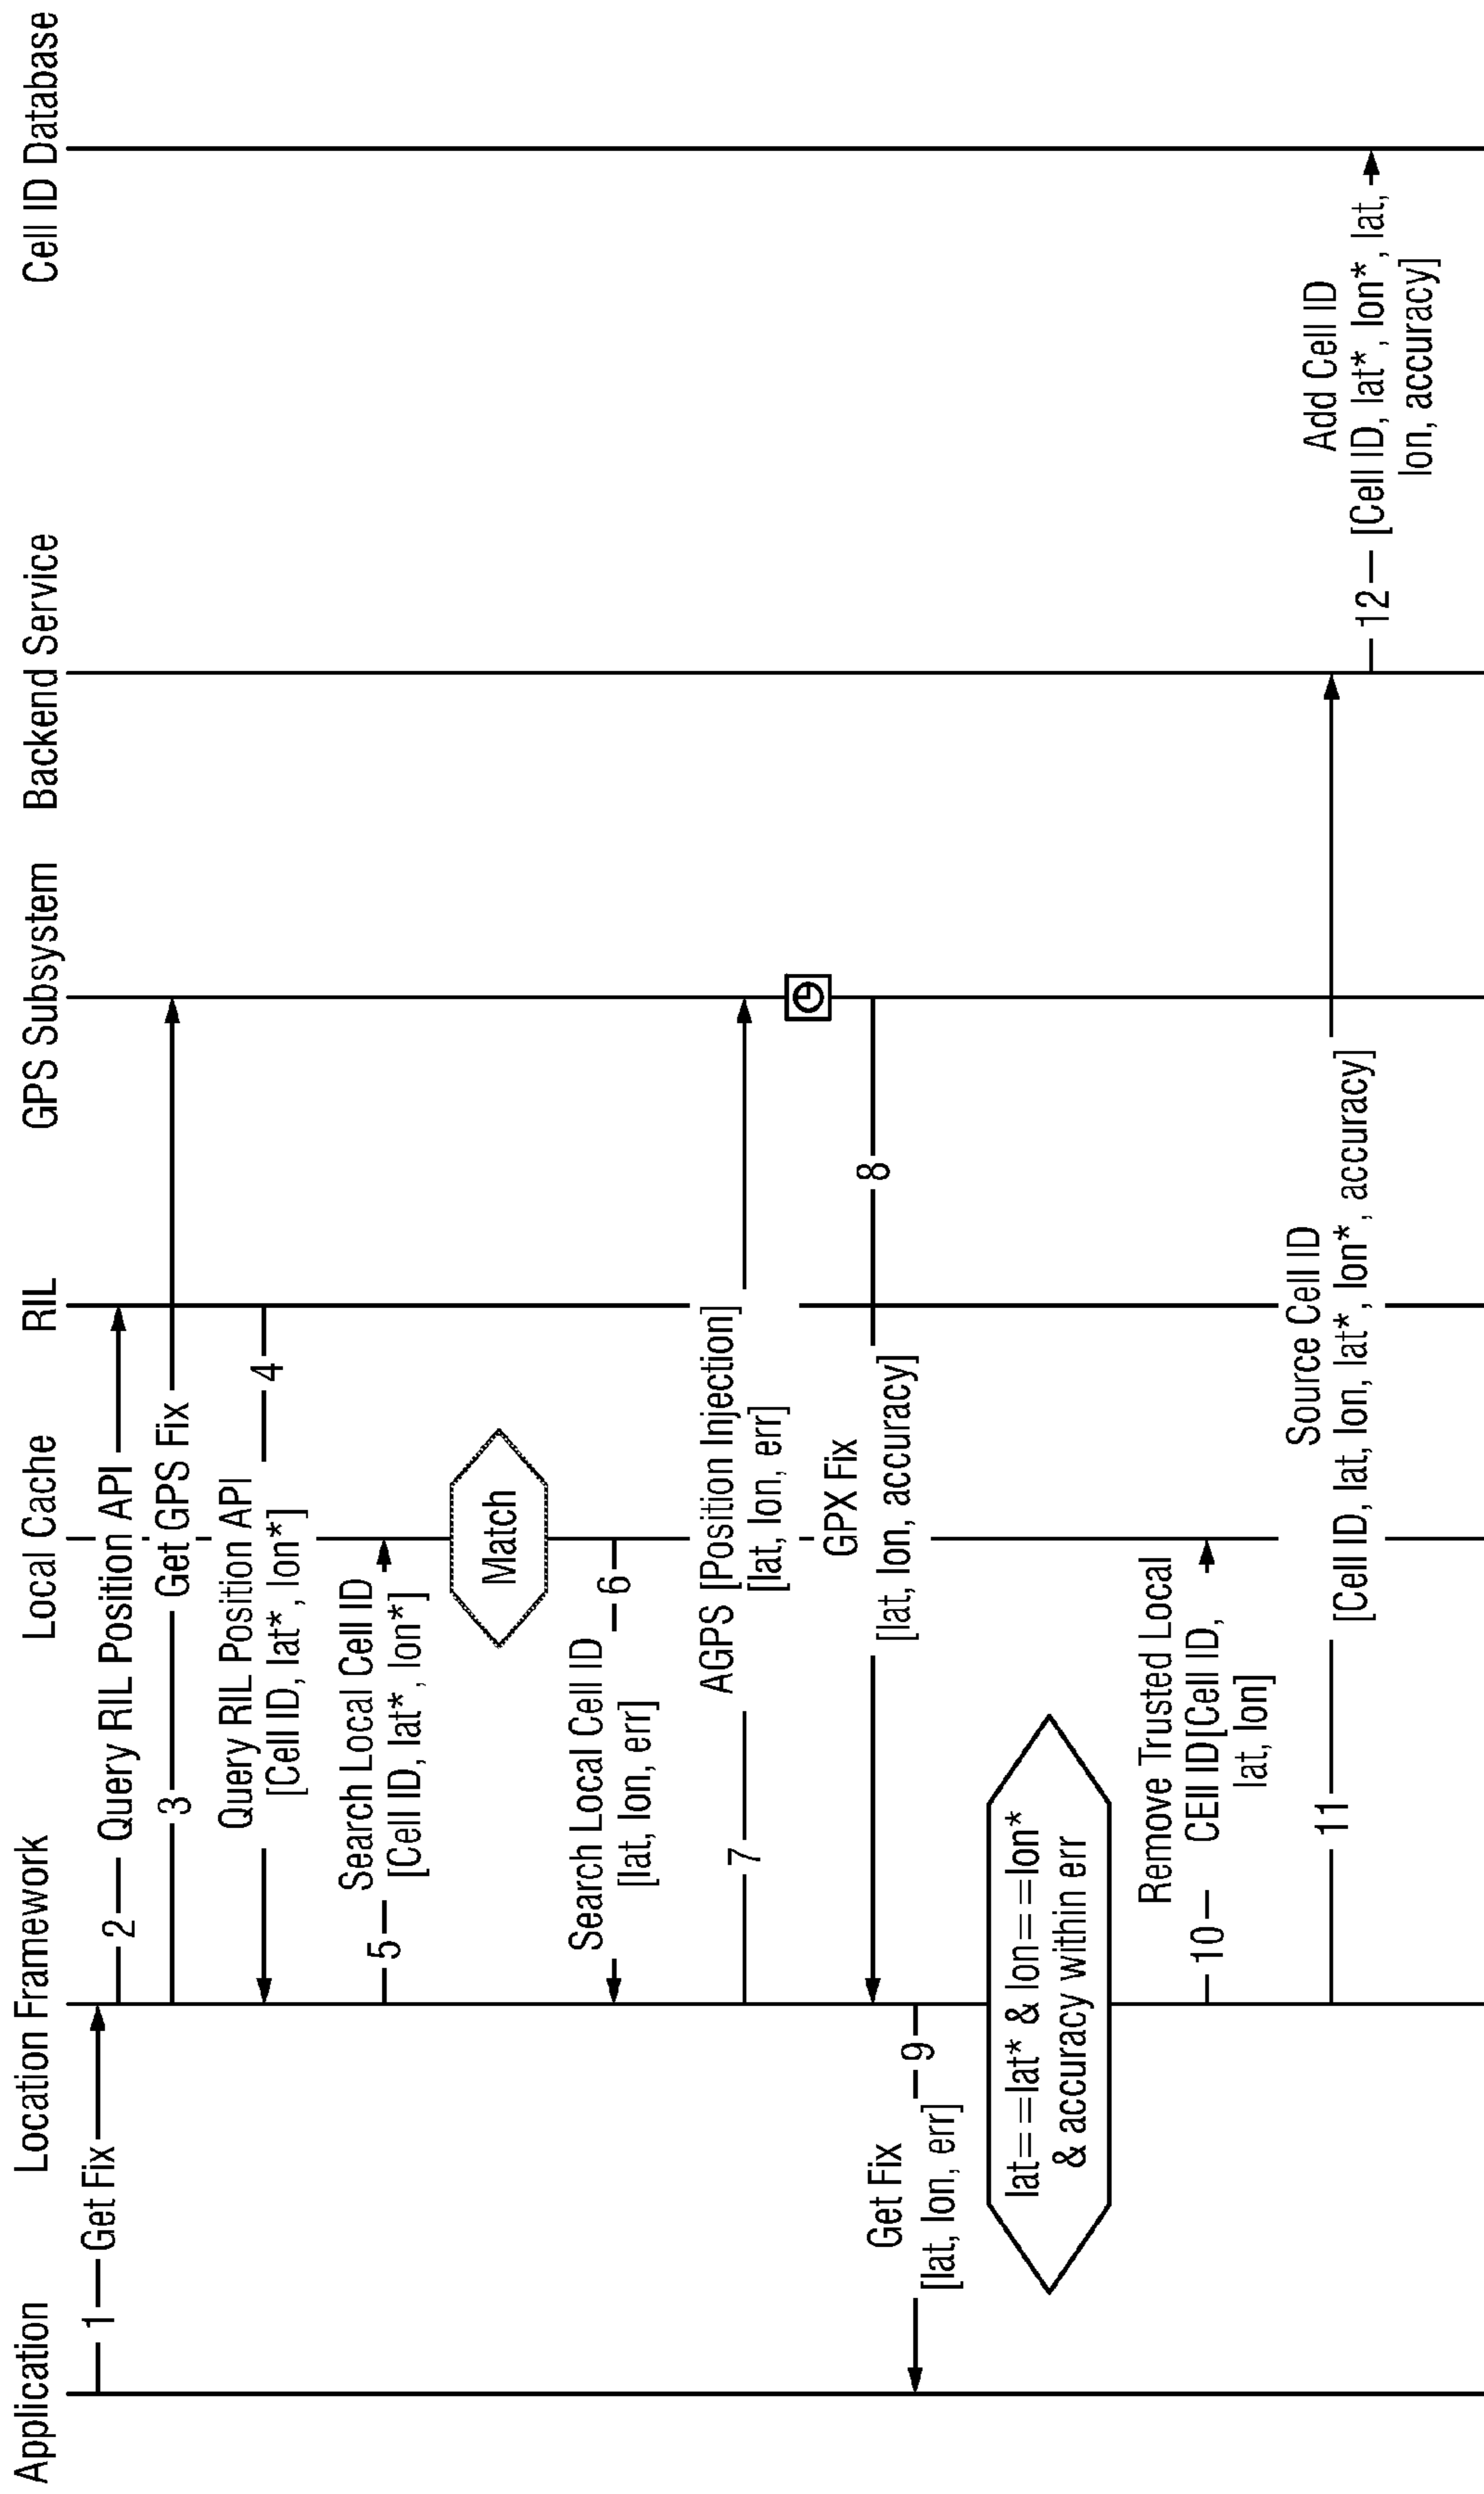 Application
Location Framework
Local Cache
RIL
GPS Subsystem
Backend Service
Cell ID Database
1
Get Fix
2
Query RIL Position API
3
Get GPS Fix
4
Query RIL Position API
[Cell ID, lat*, lon*]
5
Search Local Cell ID
[Cell ID, lat*, lon*]
Match
6
Search Local Cell ID
[lat, lon, err]
7
AGPS [Position Injection]
[lat, lon, err]
8
GPX Fix
[lat, lon, accuracy]
9
Get Fix
[lat, lon, err]
lat==lat* & lon==lon*
& accuracy within err
10
Remove Trusted Local
CEll ID[Cell ID,
lat, lon]
11
Source Cell ID
[Cell ID, lat, lon, lat*, lon*, accuracy]
12
Add Cell ID
[Cell ID, lat*, lon*, lat,
lon, accuracy]